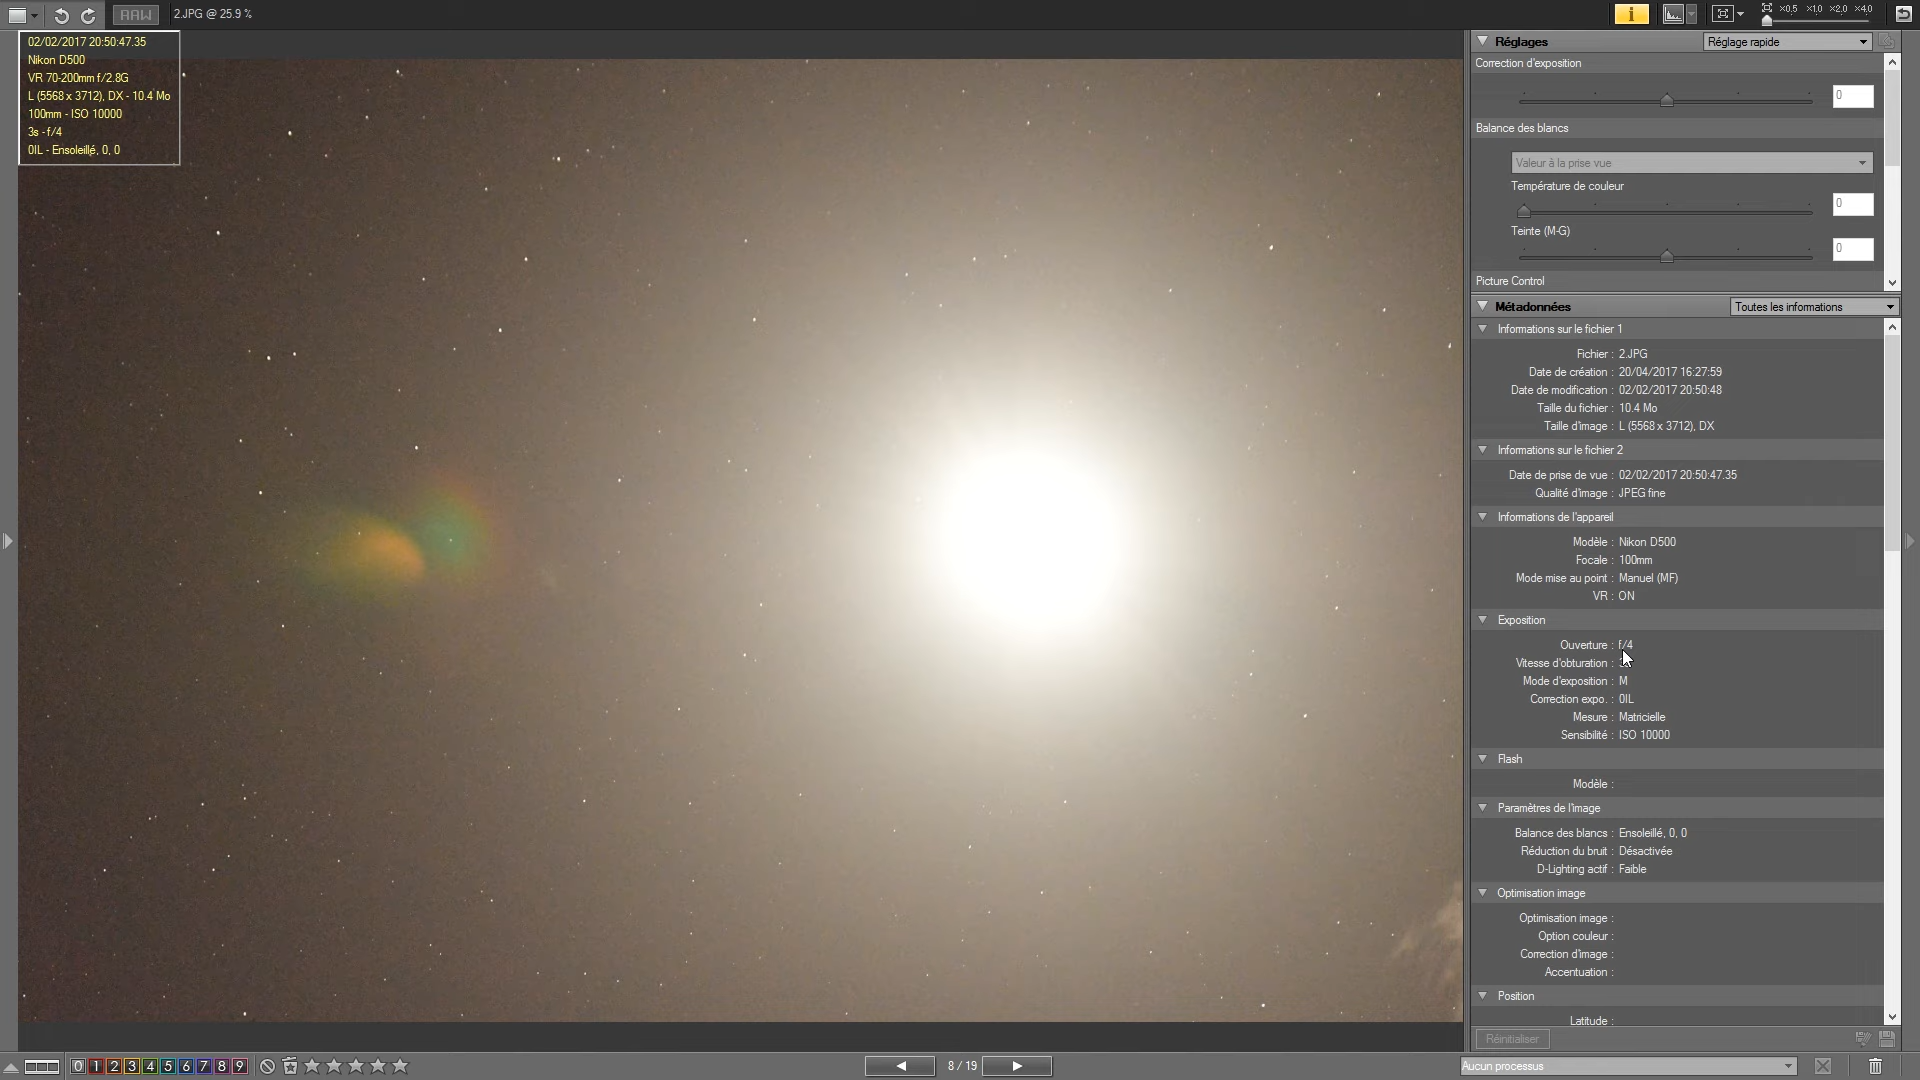 RAW
2.JPG @ 25.9 %
i
x0,5 x1,0 x2,0 x4,0
02/02/2017 20:50:47.35
Nikon D500
VR 70-200mm f/2.8G
L (5568 x 3712), DX - 10.4 Mo
100mm - ISO 10000
3s - f/4
0IL - Ensoleillé, 0, 0
Réglages
Réglage rapide
Correction d'exposition
0
Balance des blancs
Valeur à la prise vue
Température de couleur
0
Teinte (M-G)
0
Picture Control
Métadonnées
Toutes les informations
Informations sur le fichier 1
Fichier : 2.JPG
Date de création : 20/04/2017 16:27:59
Date de modification : 02/02/2017 20:50:48
Taille du fichier : 10.4 Mo
Taille d'image : L (5568 x 3712), DX
Informations sur le fichier 2
Date de prise de vue : 02/02/2017 20:50:47.35
Qualité d'image : JPEG fine
Informations de l'appareil
Modèle : Nikon D500
Focale : 100mm
Mode mise au point : Manuel (MF)
VR : ON
Exposition
Ouverture : f/4
Vitesse d'obturation :
Mode d'exposition : M
Correction expo. : 0IL
Mesure : Matricielle
Sensibilité : ISO 10000
Flash
Modèle :
Paramètres de l'image
Balance des blancs : Ensoleillé, 0, 0
Réduction du bruit : Désactivée
D-Lighting actif : Faible
Optimisation image
Optimisation image :
Option couleur :
Correction d'image :
Accentuation :
Position
Latitude :
Réinitialiser
0 1 2 3 4 5 6 7 8 9
8 / 19
Aucun processus